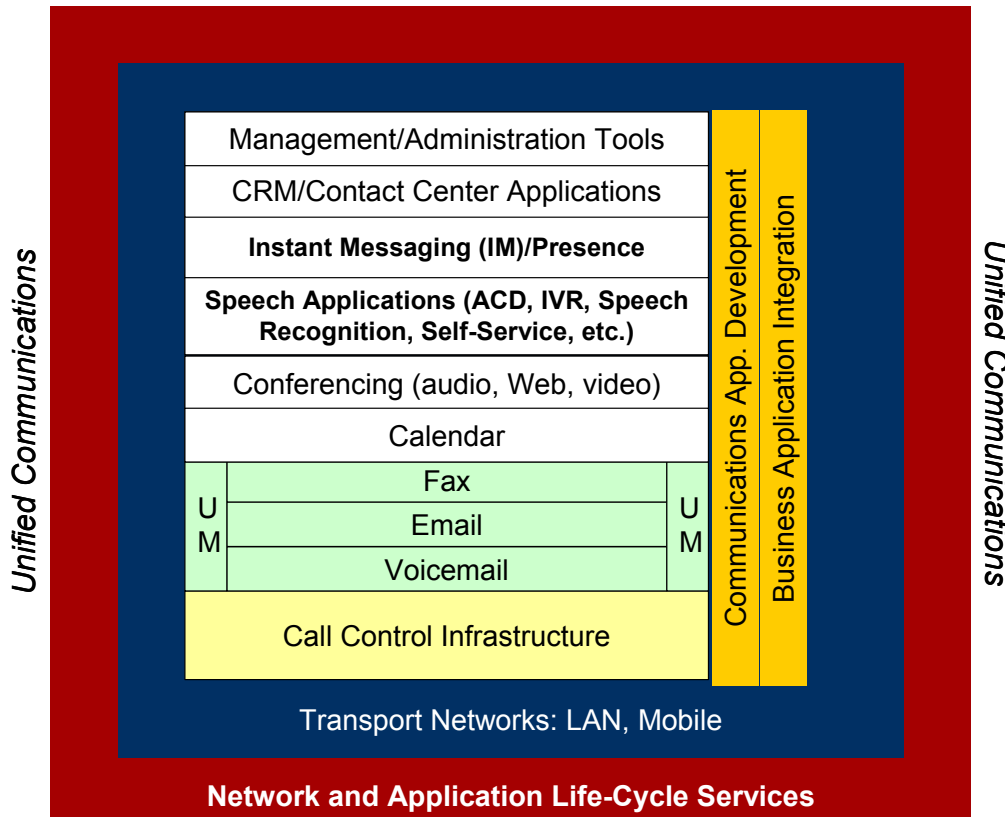 Unified Communications
Management/Administration Tools
CRM/Contact Center Applications
Instant Messaging (IM)/Presence
Speech Applications (ACD, IVR, Speech
Recognition, Self-Service, etc.)
Conferencing (audio, Web, video)
Calendar
U
M
Fax
Email
Voicemail
U
M
Call Control Infrastructure
Communications App. Development
Business Application Integration
Unified Communications
Transport Networks: LAN, Mobile
Network and Application Life-Cycle Services